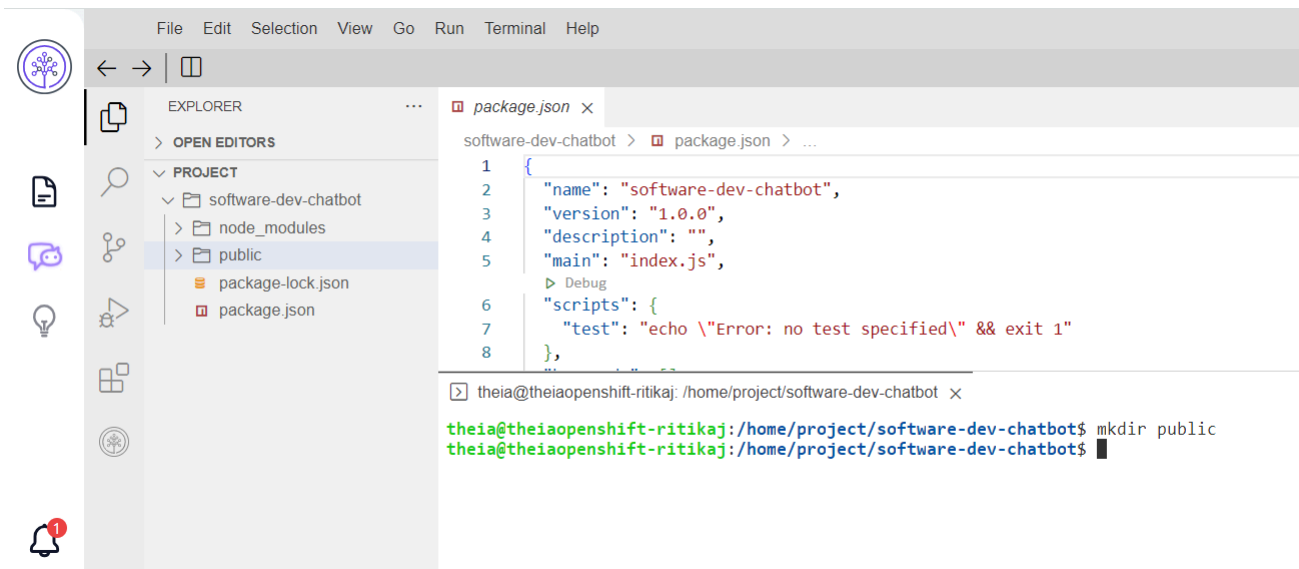 File Edit Selection View Go Run Terminal Help
EXPLORER ...
OPEN EDITORS
PROJECT
software-dev-chatbot
node_modules
public
package-lock.json
package.json
package.json
software-dev-chatbot > package.json > ...
1 {
2 "name": "software-dev-chatbot",
3 "version": "1.0.0",
4 "description": "",
5 "main": "index.js",
Debug
6 "scripts": {
7 "test": "echo \"Error: no test specified\" && exit 1"
8 },
theia@theiaopenshift-ritikaj: /home/project/software-dev-chatbot
theia@theiaopenshift-ritikaj:/home/project/software-dev-chatbot$ mkdir public
theia@theiaopenshift-ritikaj:/home/project/software-dev-chatbot$
1